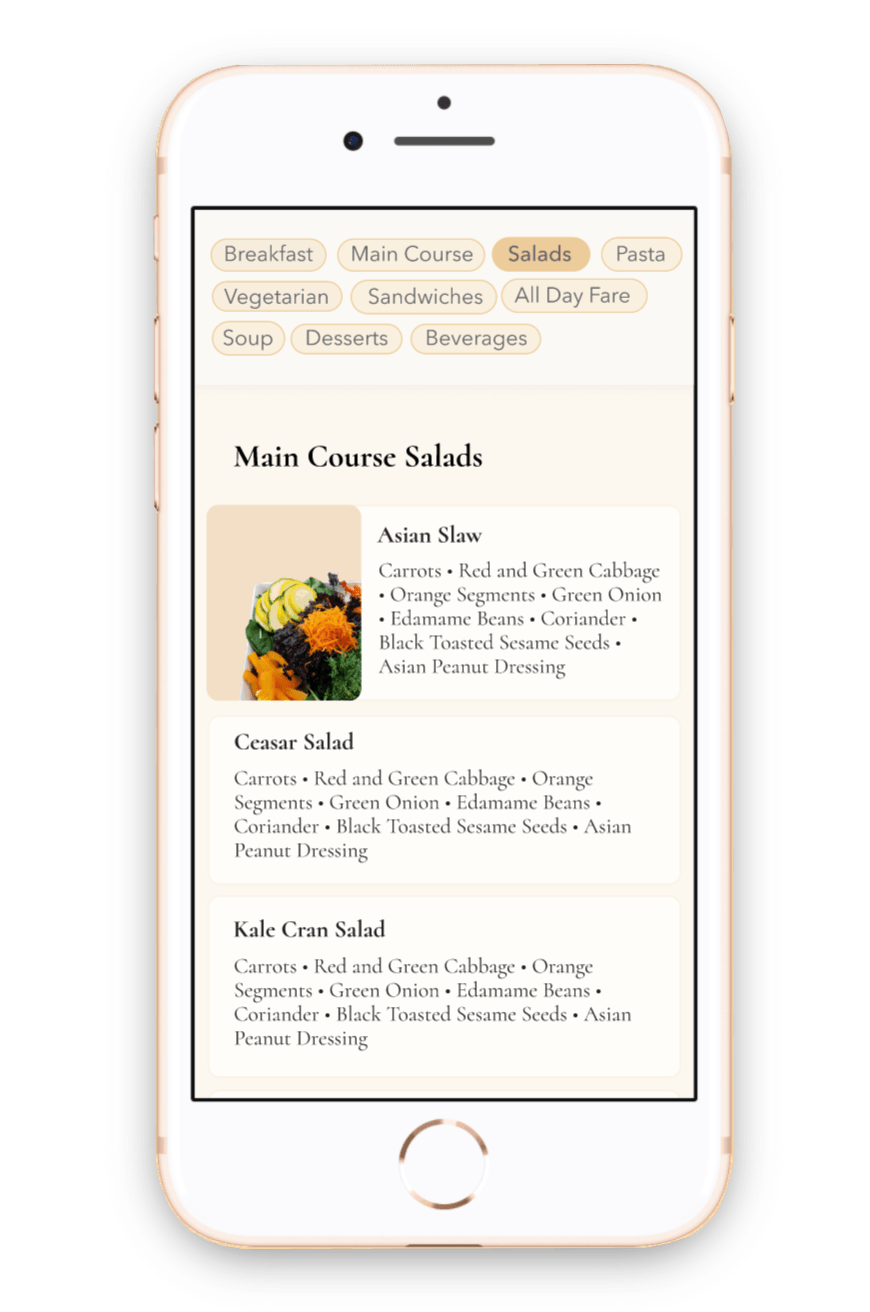 Breakfast Main Course Salads Pasta
Vegetarian Sandwiches All Day Fare
Soup Desserts Beverages
Main Course Salads
Asian Slaw
Carrots • Red and Green Cabbage
• Orange Segments • Green Onion
• Edamame Beans • Coriander •
Black Toasted Sesame Seeds •
Asian Peanut Dressing
Ceasar Salad
Carrots • Red and Green Cabbage • Orange
Segments • Green Onion • Edamame Beans •
Coriander • Black Toasted Sesame Seeds • Asian
Peanut Dressing
Kale Cran Salad
Carrots • Red and Green Cabbage • Orange
Segments • Green Onion • Edamame Beans •
Coriander • Black Toasted Sesame Seeds • Asian
Peanut Dressing